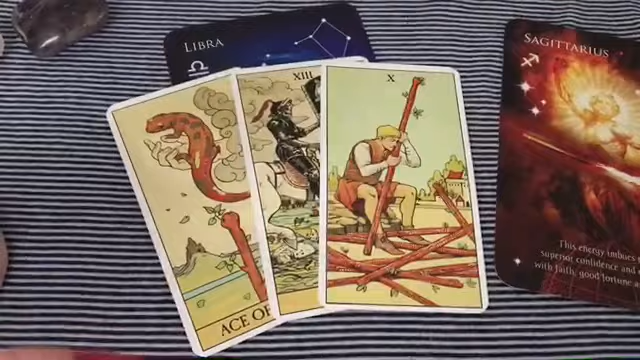 LIBRA
SAGITTARIUS
XIII
X
This energy imbues
superior confidence and
with faith, good fortune a
ACE OF